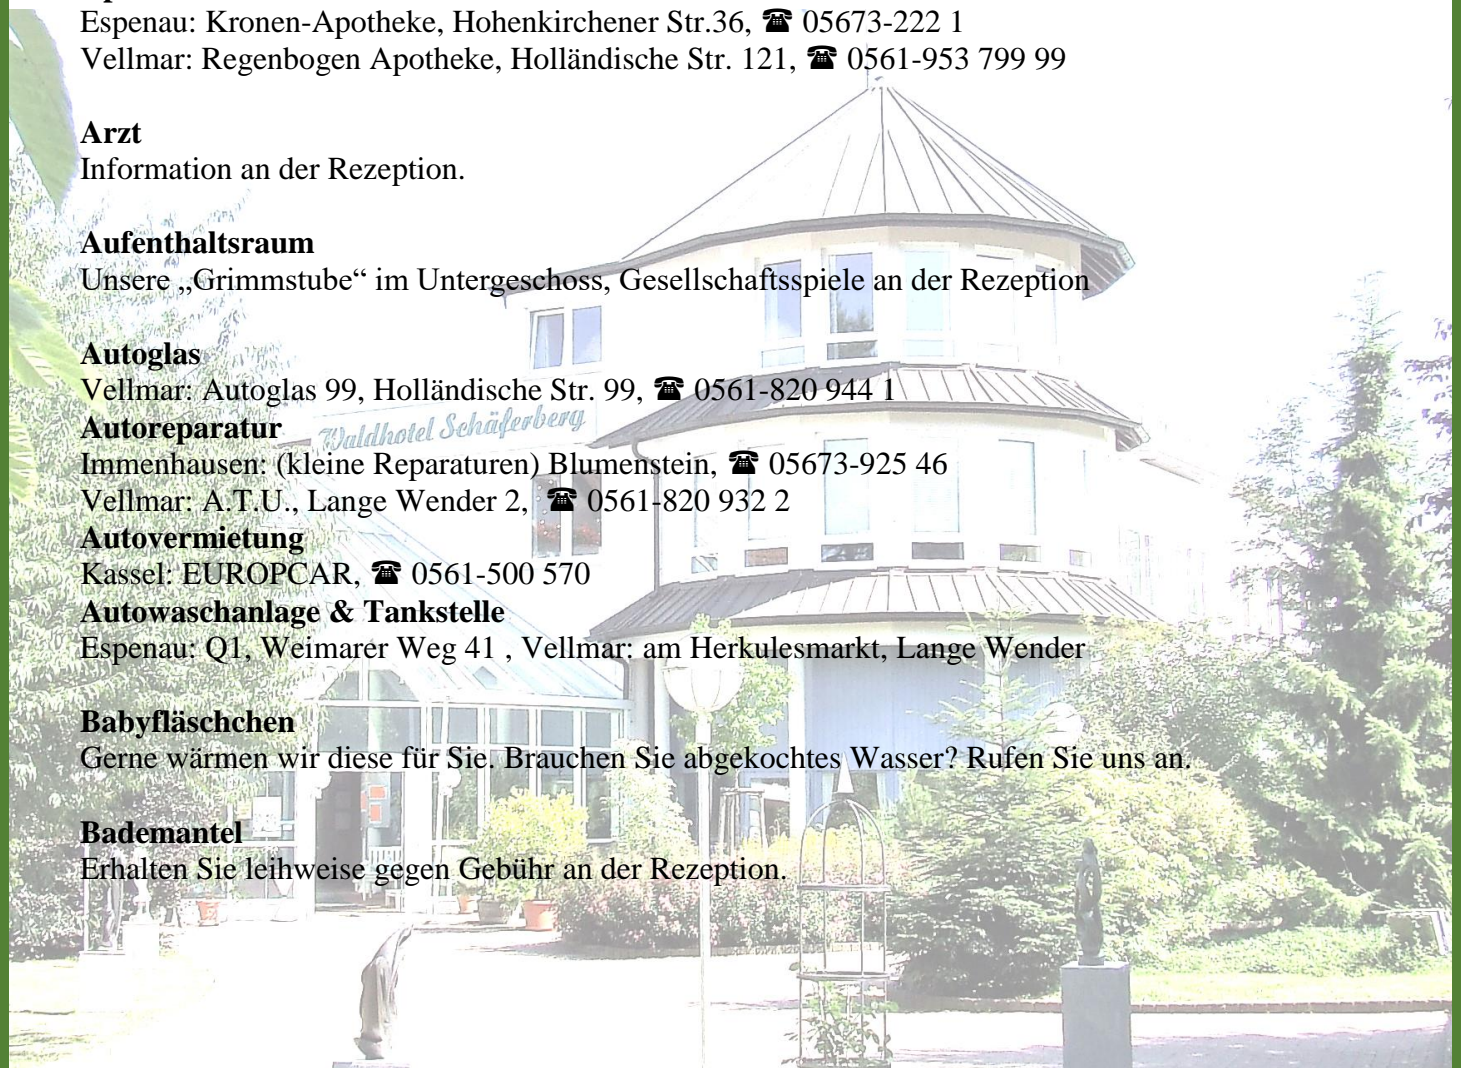 Espenau: Kronen-Apotheke, Hohenkirchener Str.36, ☎ 05673-222 1
Vellmar: Regenbogen Apotheke, Holländische Str. 121, ☎ 0561-953 799 99
Arzt
Information an der Rezeption.
Aufenthaltsraum
Unsere „Grimmstube“ im Untergeschoss, Gesellschaftsspiele an der Rezeption
Autoglas
Vellmar: Autoglas 99, Holländische Str. 99, ☎ 0561-820 944 1
Autoreparatur
Waldhotel Schäferberg
Immenhausen: (kleine Reparaturen) Blumenstein, ☎ 05673-925 46
Vellmar: A.T.U., Lange Wender 2, ☎ 0561-820 932 2
Autovermietung
Kassel: EUROPCAR, ☎ 0561-500 570
Autowaschanlage & Tankstelle
Espenau: Q1, Weimarer Weg 41 , Vellmar: am Herkulesmarkt, Lange Wender
Babyfläschchen
Gerne wärmen wir diese für Sie. Brauchen Sie abgekochtes Wasser? Rufen Sie uns an.
Bademantel
Erhalten Sie leihweise gegen Gebühr an der Rezeption.